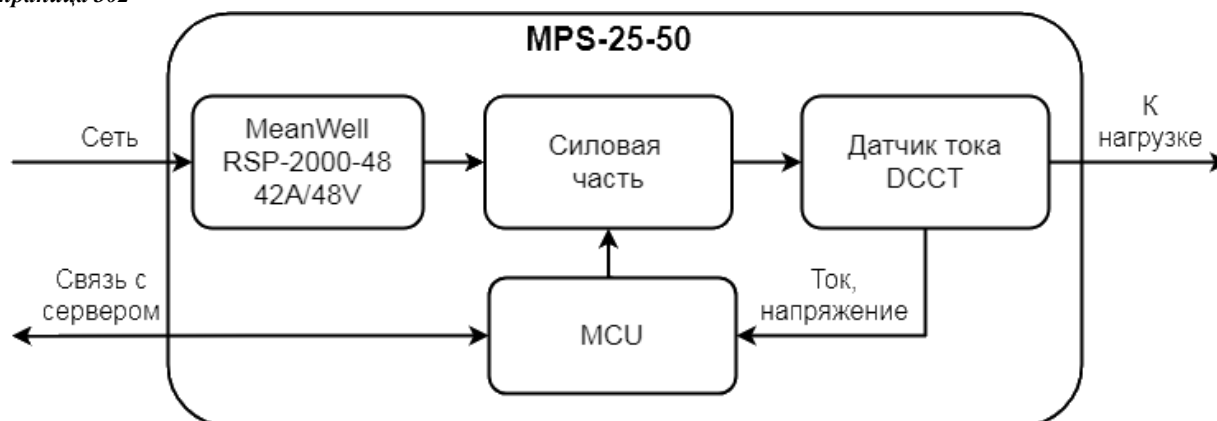 MPS-25-50
Сеть
MeanWell
RSP-2000-48
42A/48V
Силовая
часть
Датчик тока
DCCT
К
нагрузке
Связь с
сервером
MCU
Ток,
напряжение